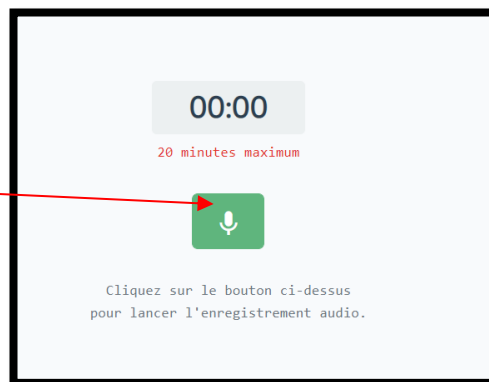 00:00
20 minutes maximum
Cliquez sur le bouton ci-dessus
pour lancer l'enregistrement audio.